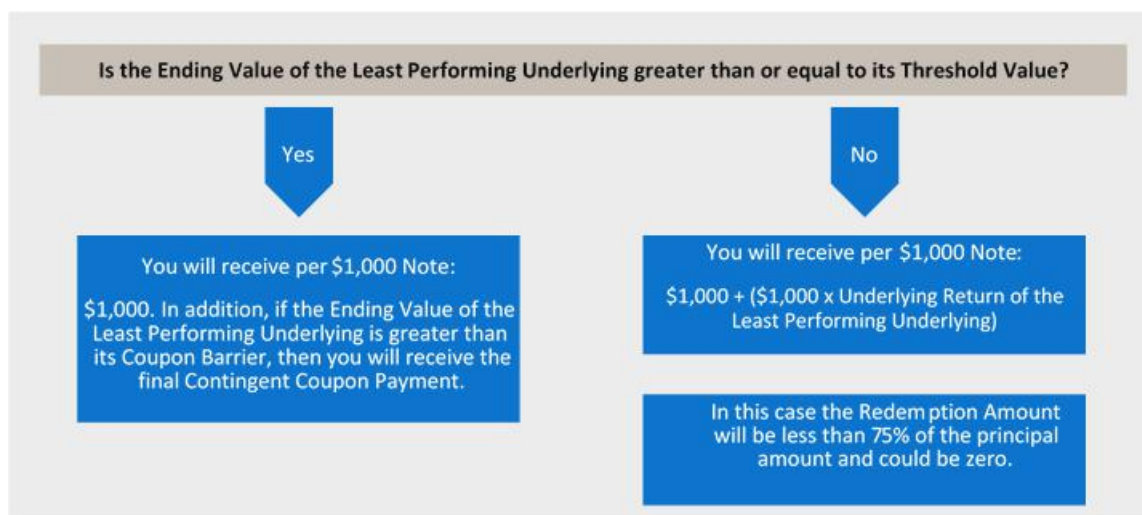 Is the Ending Value of the Least Performing Underlying greater than or equal to its Threshold Value?
Yes
No
You will receive per $1,000 Note:
$1,000. In addition, if the Ending Value of the
Least Performing Underlying is greater than
its Coupon Barrier, then you will receive the
final Contingent Coupon Payment.
You will receive per $1,000 Note:
$1,000 + ($1,000 x Underlying Return of the
Least Performing Underlying)
In this case the Redemption Amount
will be less than 75% of the principal
amount and could be zero.